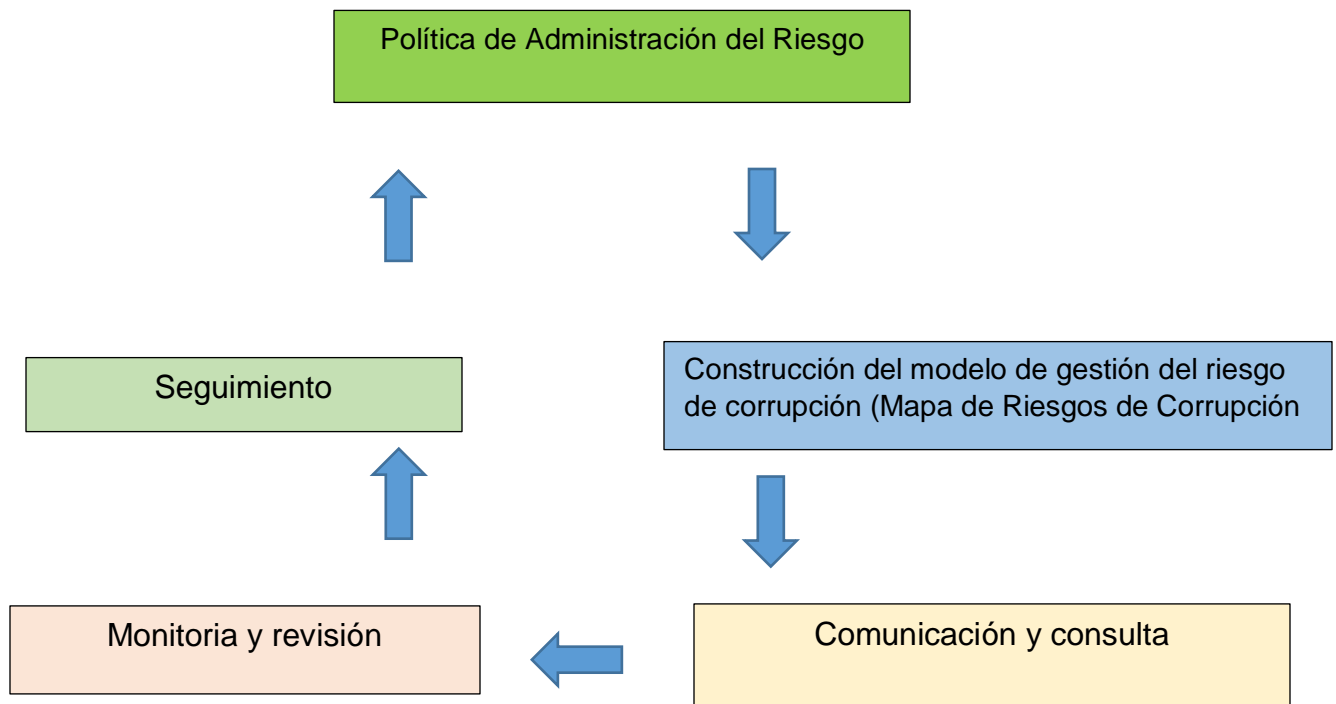 Política de Administración del Riesgo
Seguimiento
Construcción del modelo de gestión del riesgo
de corrupción (Mapa de Riesgos de Corrupción
Monitoria y revisión
Comunicación y consulta